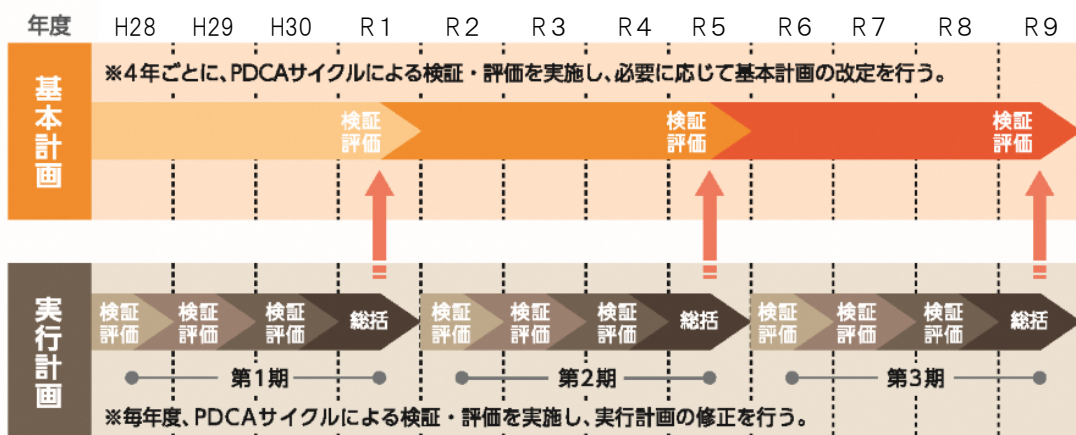 年度 H28 H29 H30 R1 R2 R3 R4 R5 R6 R7 R8 R9
基本計画
※4年ごとに、PDCAサイクルによる検証・評価を実施し、必要に応じて基本計画の改定を行う。
検証 検証 検証
評価 評価 評価
実行計画
検証 検証 検証 総括 検証 検証 検証 総括 検証 検証 検証 総括
評価 評価 評価 評価 評価 評価 評価 評価 評価
第1期 第2期 第3期
※毎年度、PDCAサイクルによる検証・評価を実施し、実行計画の修正を行う。